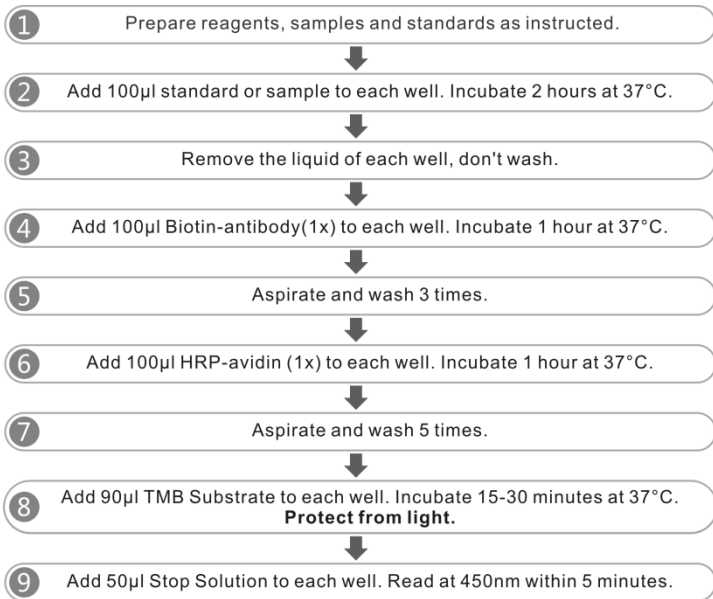 1 Prepare reagents, samples and standards as instructed.
2 Add 100μl standard or sample to each well. Incubate 2 hours at 37°C.
3 Remove the liquid of each well, don't wash.
4 Add 100μl Biotin-antibody(1x) to each well. Incubate 1 hour at 37°C.
5 Aspirate and wash 3 times.
6 Add 100μl HRP-avidin (1x) to each well. Incubate 1 hour at 37°C.
7 Aspirate and wash 5 times.
8 Add 90μl TMB Substrate to each well. Incubate 15-30 minutes at 37°C.
Protect from light.
9 Add 50μl Stop Solution to each well. Read at 450nm within 5 minutes.